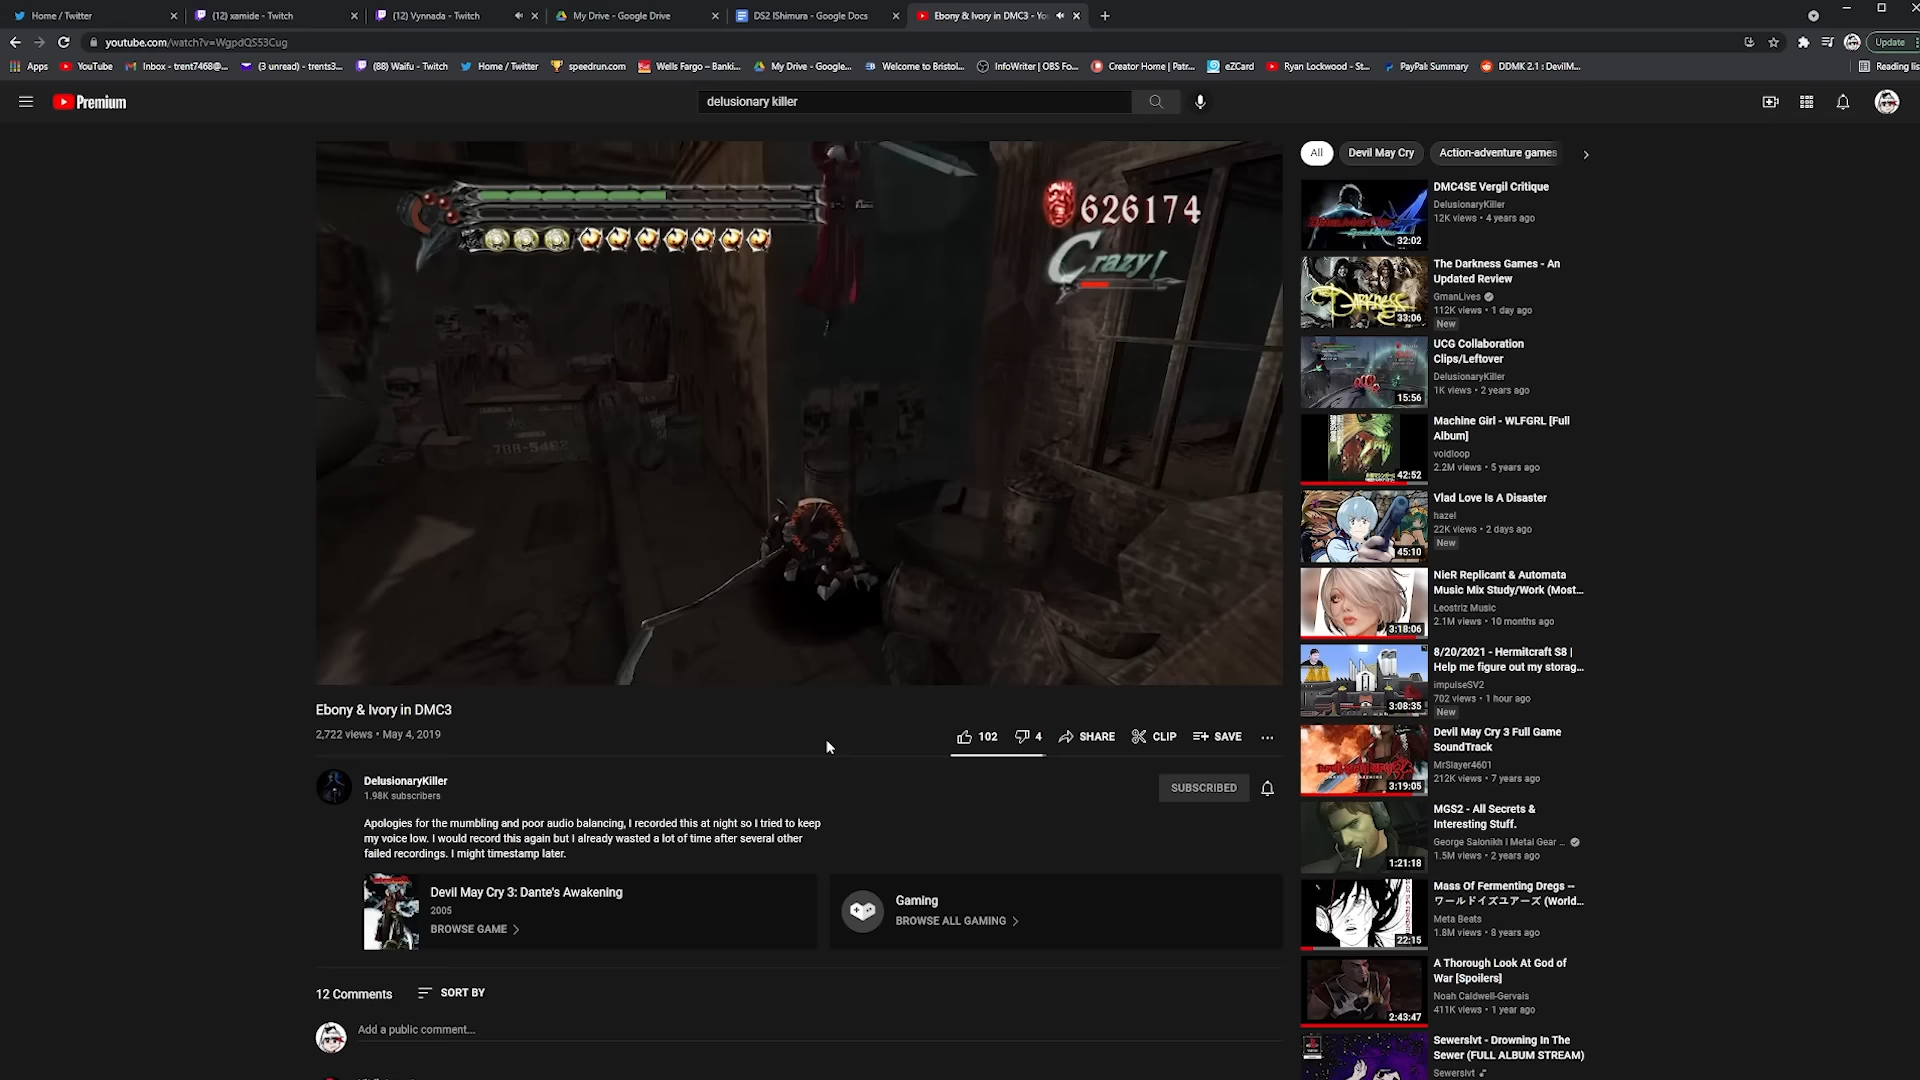 Home / Twitter
(12) xamide - Twitch
(12) Vynnada - Twitch
My Drive - Google Drive
DS2 IShimura - Google Docs
Ebony & Ivory in DMC3 - Yo
youtube.com/watch?v=WgpdQS53Cug
Update
Apps
YouTube
Inbox - trent7468@...
(3 unread) - trents3...
(88) Waifu - Twitch
Home / Twitter
speedrun.com
Wells Fargo – Banki...
My Drive - Google...
Welcome to Bristol...
InfoWriter | OBS Fo...
Creator Home | Patr...
eZCard
Ryan Lockwood - St...
PayPal: Summary
DDMK 2.1 : DevilM...
Reading lis
Premium
delusionary killer
626174
Crazy!
Ebony & Ivory in DMC3
2,722 views • May 4, 2019
102
4
SHARE
CLIP
SAVE
DelusionaryKiller
1.98K subscribers
SUBSCRIBED
Apologies for the mumbling and poor audio balancing, I recorded this at night so I tried to keep
my voice low. I would record this again but I already wasted a lot of time after several other
failed recordings. I might timestamp later.
Devil May Cry 3: Dante's Awakening
2005
BROWSE GAME
Gaming
BROWSE ALL GAMING
12 Comments
SORT BY
Add a public comment...
All
Devil May Cry
Action-adventure games
DMC4SE Vergil Critique
DelusionaryKiller
12K views • 4 years ago
32:02
The Darkness Games - An
Updated Review
GmanLives
112K views • 1 day ago
New
33:06
UCG Collaboration
Clips/Leftover
DelusionaryKiller
1K views • 2 years ago
15:56
Machine Girl - WLFGRL [Full
Album]
voidloop
2.2M views • 5 years ago
42:52
Vlad Love Is A Disaster
hazel
22K views • 2 days ago
New
45:10
NieR Replicant & Automata
Music Mix Study/Work (Most...
Leostriz Music
2.1M views • 10 months ago
3:18:06
8/20/2021 - Hermitcraft S8 |
Help me figure out my storag...
impulseSV2
702 views • 1 hour ago
New
3:08:35
Devil May Cry 3 Full Game
SoundTrack
MrSlayer4601
212K views • 7 years ago
3:19:05
MGS2 - All Secrets &
Interesting Stuff.
George Salonikh I Metal Gear ...
1.5M views • 2 years ago
1:21:18
Mass Of Fermenting Dregs --
ワールドイズユアーズ (World...
Meta Beats
1.8M views • 8 years ago
22:15
A Thorough Look At God of
War [Spoilers]
Noah Caldwell-Gervais
411K views • 1 year ago
2:43:47
Sewerslvt - Drowning In The
Sewer (FULL ALBUM STREAM)
Sewerslvt